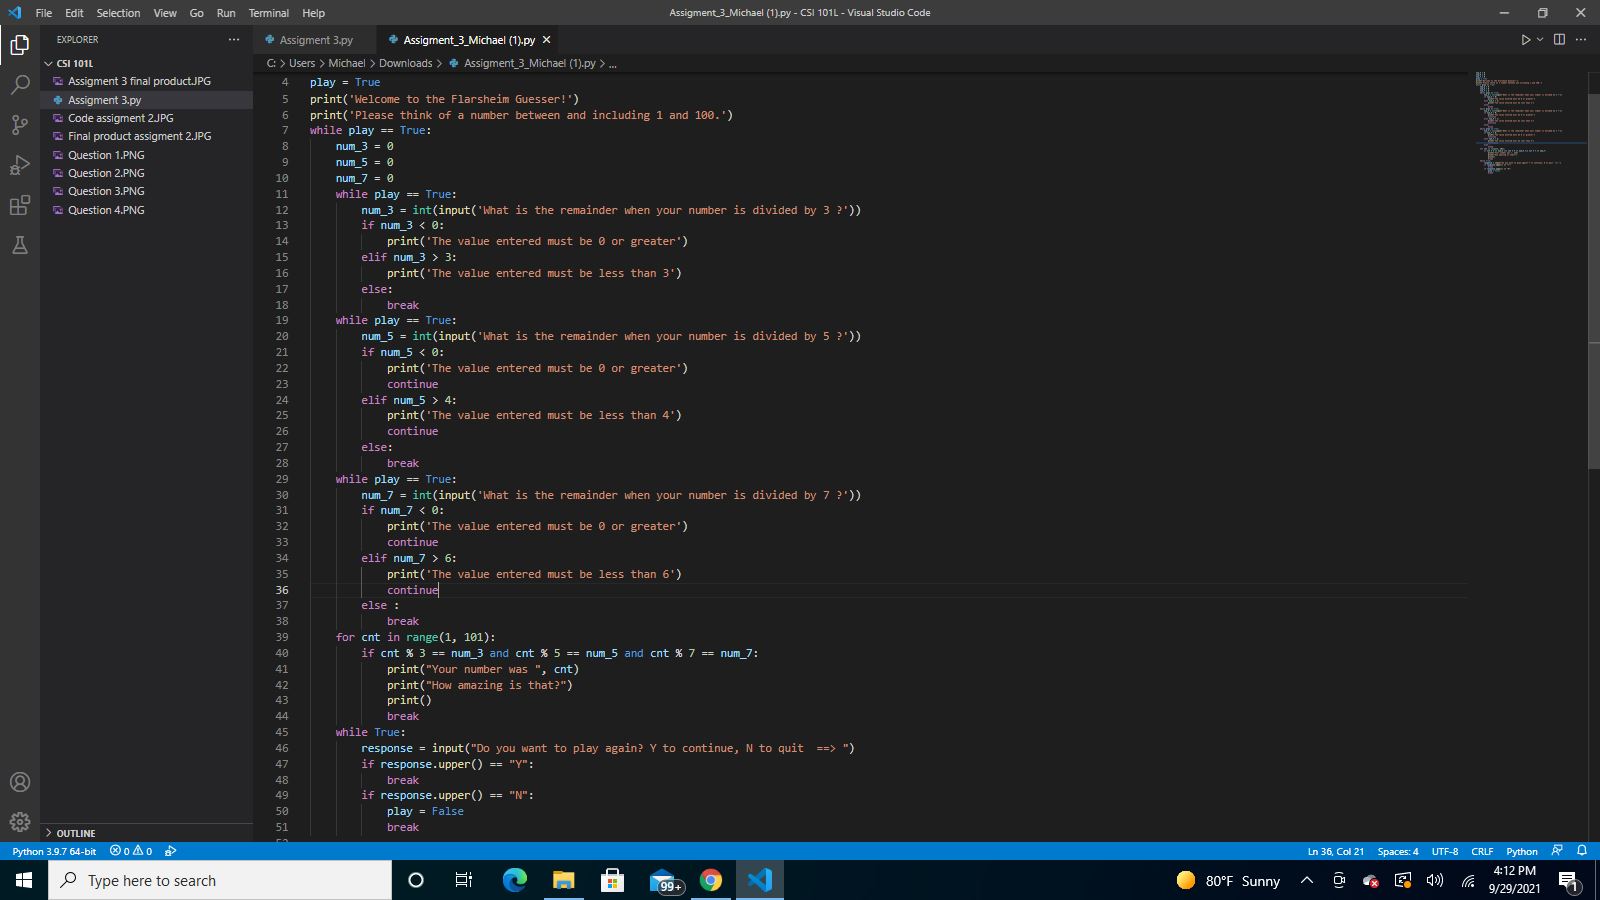 File Edit Selection View Go Run Terminal Help
Assigment_3_Michael (1).py - CSI 101L - Visual Studio Code
EXPLORER
CSI 101L
Assigment 3 final product.JPG
Assigment 3.py
Code assigment 2.JPG
Final product assigment 2.JPG
Question 1.PNG
Question 2.PNG
Question 3.PNG
Question 4.PNG
OUTLINE
Assigment 3.py Assigment_3_Michael (1).py
C: > Users > Michael > Downloads > Assigment_3_Michael (1).py > ...
4 play = True
5 print('Welcome to the Flarsheim Guesser!')
6 print('Please think of a number between and including 1 and 100.')
7 while play == True:
8 num_3 = 0
9 num_5 = 0
10 num_7 = 0
11 while play == True:
12 num_3 = int(input('What is the remainder when your number is divided by 3 ?'))
13 if num_3 < 0:
14 print('The value entered must be 0 or greater')
15 elif num_3 > 3:
16 print('The value entered must be less than 3')
17 else:
18 break
19 while play == True:
20 num_5 = int(input('What is the remainder when your number is divided by 5 ?'))
21 if num_5 < 0:
22 print('The value entered must be 0 or greater')
23 continue
24 elif num_5 > 4:
25 print('The value entered must be less than 4')
26 continue
27 else:
28 break
29 while play == True:
30 num_7 = int(input('What is the remainder when your number is divided by 7 ?'))
31 if num_7 < 0:
32 print('The value entered must be 0 or greater')
33 continue
34 elif num_7 > 6:
35 print('The value entered must be less than 6')
36 continue
37 else :
38 break
39 for cnt in range(1, 101):
40 if cnt % 3 == num_3 and cnt % 5 == num_5 and cnt % 7 == num_7:
41 print("Your number was ", cnt)
42 print("How amazing is that?")
43 print()
44 break
45 while True:
46 response = input("Do you want to play again? Y to continue, N to quit  ==> ")
47 if response.upper() == "Y":
48 break
49 if response.upper() == "N":
50 play = False
51 break
Python 3.9.7 64-bit 0 0 Ln 36, Col 21 Spaces: 4 UTF-8 CRLF Python
Type here to search 99+ 80°F Sunny 4:12 PM
9/29/2021 1